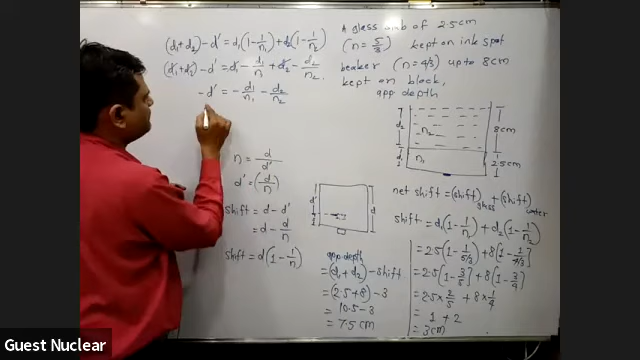 (d₁+d₂) - d' = d₁(1 - 1/n₁) + d₂(1 - 1/n₂)
(d₁+d₂) - d' = d₁ - d₁/n₁ + d₂ - d₂/n₂
- d' = - d₁/n₁ - d₂/n₂
n = d/d'
d' = (d/n)
shift = d - d'
= d - d/n
shift = d(1 - 1/n)
d'
d
app depth
= (d₁ + d₂) - shift
= (2.5 + 8) - 3
= 10.5 - 3
= 7.5 cm
A glass slab of 2.5cm
(n = 5/3) kept on ink spot
beaker (n = 4/3) upto 8cm
kept on block,
app depth
d₂
n₂
8cm
d₁
n₁
2.5cm
net shift = (shift)glass + (shift)water
shift = d₁(1 - 1/n₁) + d₂(1 - 1/n₂)
= 2.5(1 - 1/5/3) + 8[1 - 1/4/3]
= 2.5[1 - 3/5] + 8[1 - 3/4]
= 2.5 × 2/5 + 8 × 1/4
= 1 + 2
= 3cm
Guest Nuclear